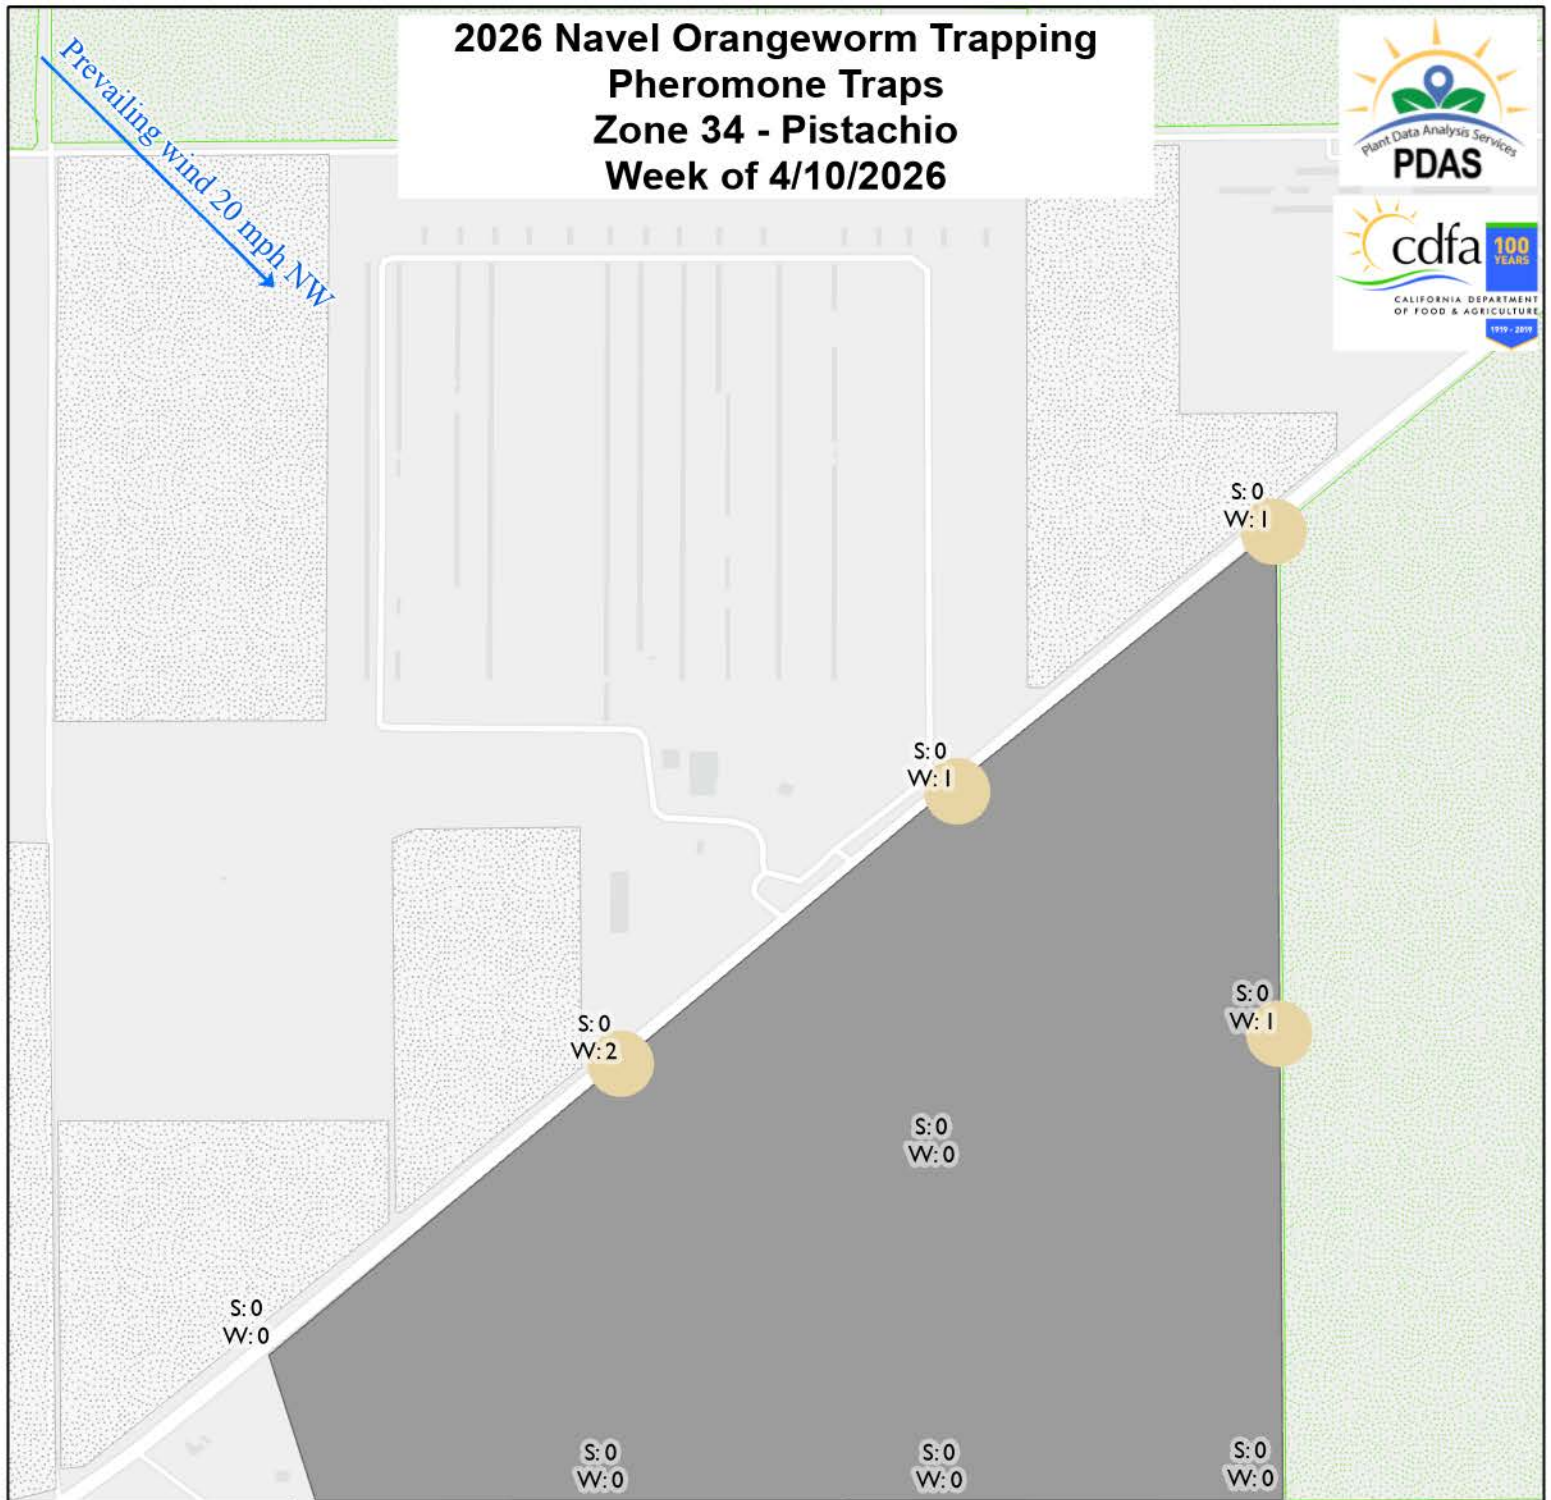 2026 Navel Orangeworm Trapping
Pheromone Traps
Zone 34 - Pistachio
Week of 4/10/2026
Prevailing wind 20 mph NW
Plant Data Analysis Services
PDAS
cdfa
100
YEARS
CALIFORNIA DEPARTMENT
OF FOOD & AGRICULTURE
1919 - 2019
S: 0
W: 1
S: 0
W: 1
S: 0
W: 1
S: 0
W: 2
S: 0
W: 0
S: 0
W: 0
S: 0
W: 0
S: 0
W: 0
S: 0
W: 0